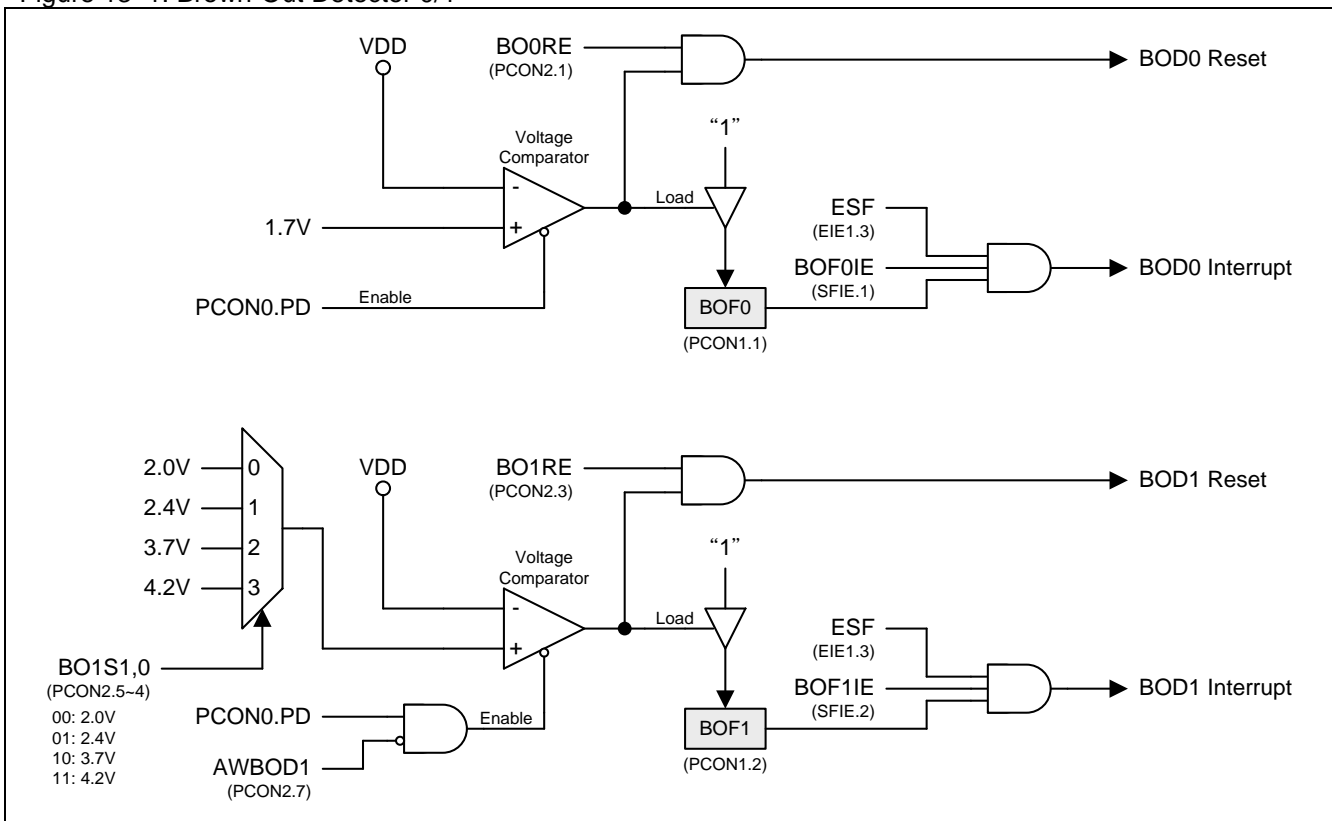 VDD
BO0RE
(PCON2.1)
BOD0 Reset
Voltage
Comparator
“1”
-
Load
1.7V
+
ESF
(EIE1.3)
BOF0IE
(SFIE.1)
BOD0 Interrupt
PCON0.PD
Enable
BOF0
(PCON1.1)
2.0V
0
2.4V
1
3.7V
2
4.2V
3
VDD
BO1RE
(PCON2.3)
BOD1 Reset
Voltage
Comparator
“1”
-
Load
+
ESF
(EIE1.3)
BOF1IE
(SFIE.2)
BOD1 Interrupt
BO1S1,0
(PCON2.5~4)
00: 2.0V
01: 2.4V
10: 3.7V
11: 4.2V
PCON0.PD
Enable
AWBOD1
(PCON2.7)
BOF1
(PCON1.2)